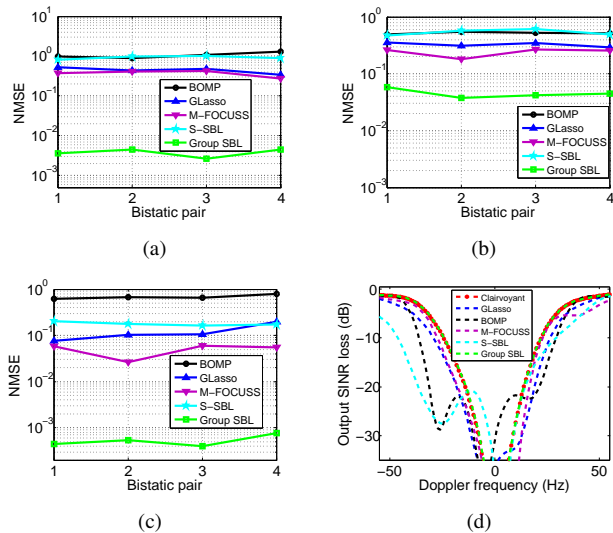 (a)
NMSE
10^1
10^0
10^-1
10^-2
10^-3
BOMP
GLasso
M−FOCUSS
S−SBL
Group SBL
1 2 3 4
Bistatic pair
(b)
NMSE
10^0
10^-1
10^-2
10^-3
BOMP
GLasso
M−FOCUSS
S−SBL
Group SBL
1 2 3 4
Bistatic pair
(c)
NMSE
10^0
10^-1
10^-2
10^-3
BOMP
GLasso
M−FOCUSS
S−SBL
Group SBL
1 2 3 4
Bistatic pair
(d)
Output SINR loss (dB)
0
−10
−20
−30
Clairvoyant
GLasso
BOMP
M−FOCUSS
S−SBL
Group SBL
−50 0 50
Doppler frequency (Hz)